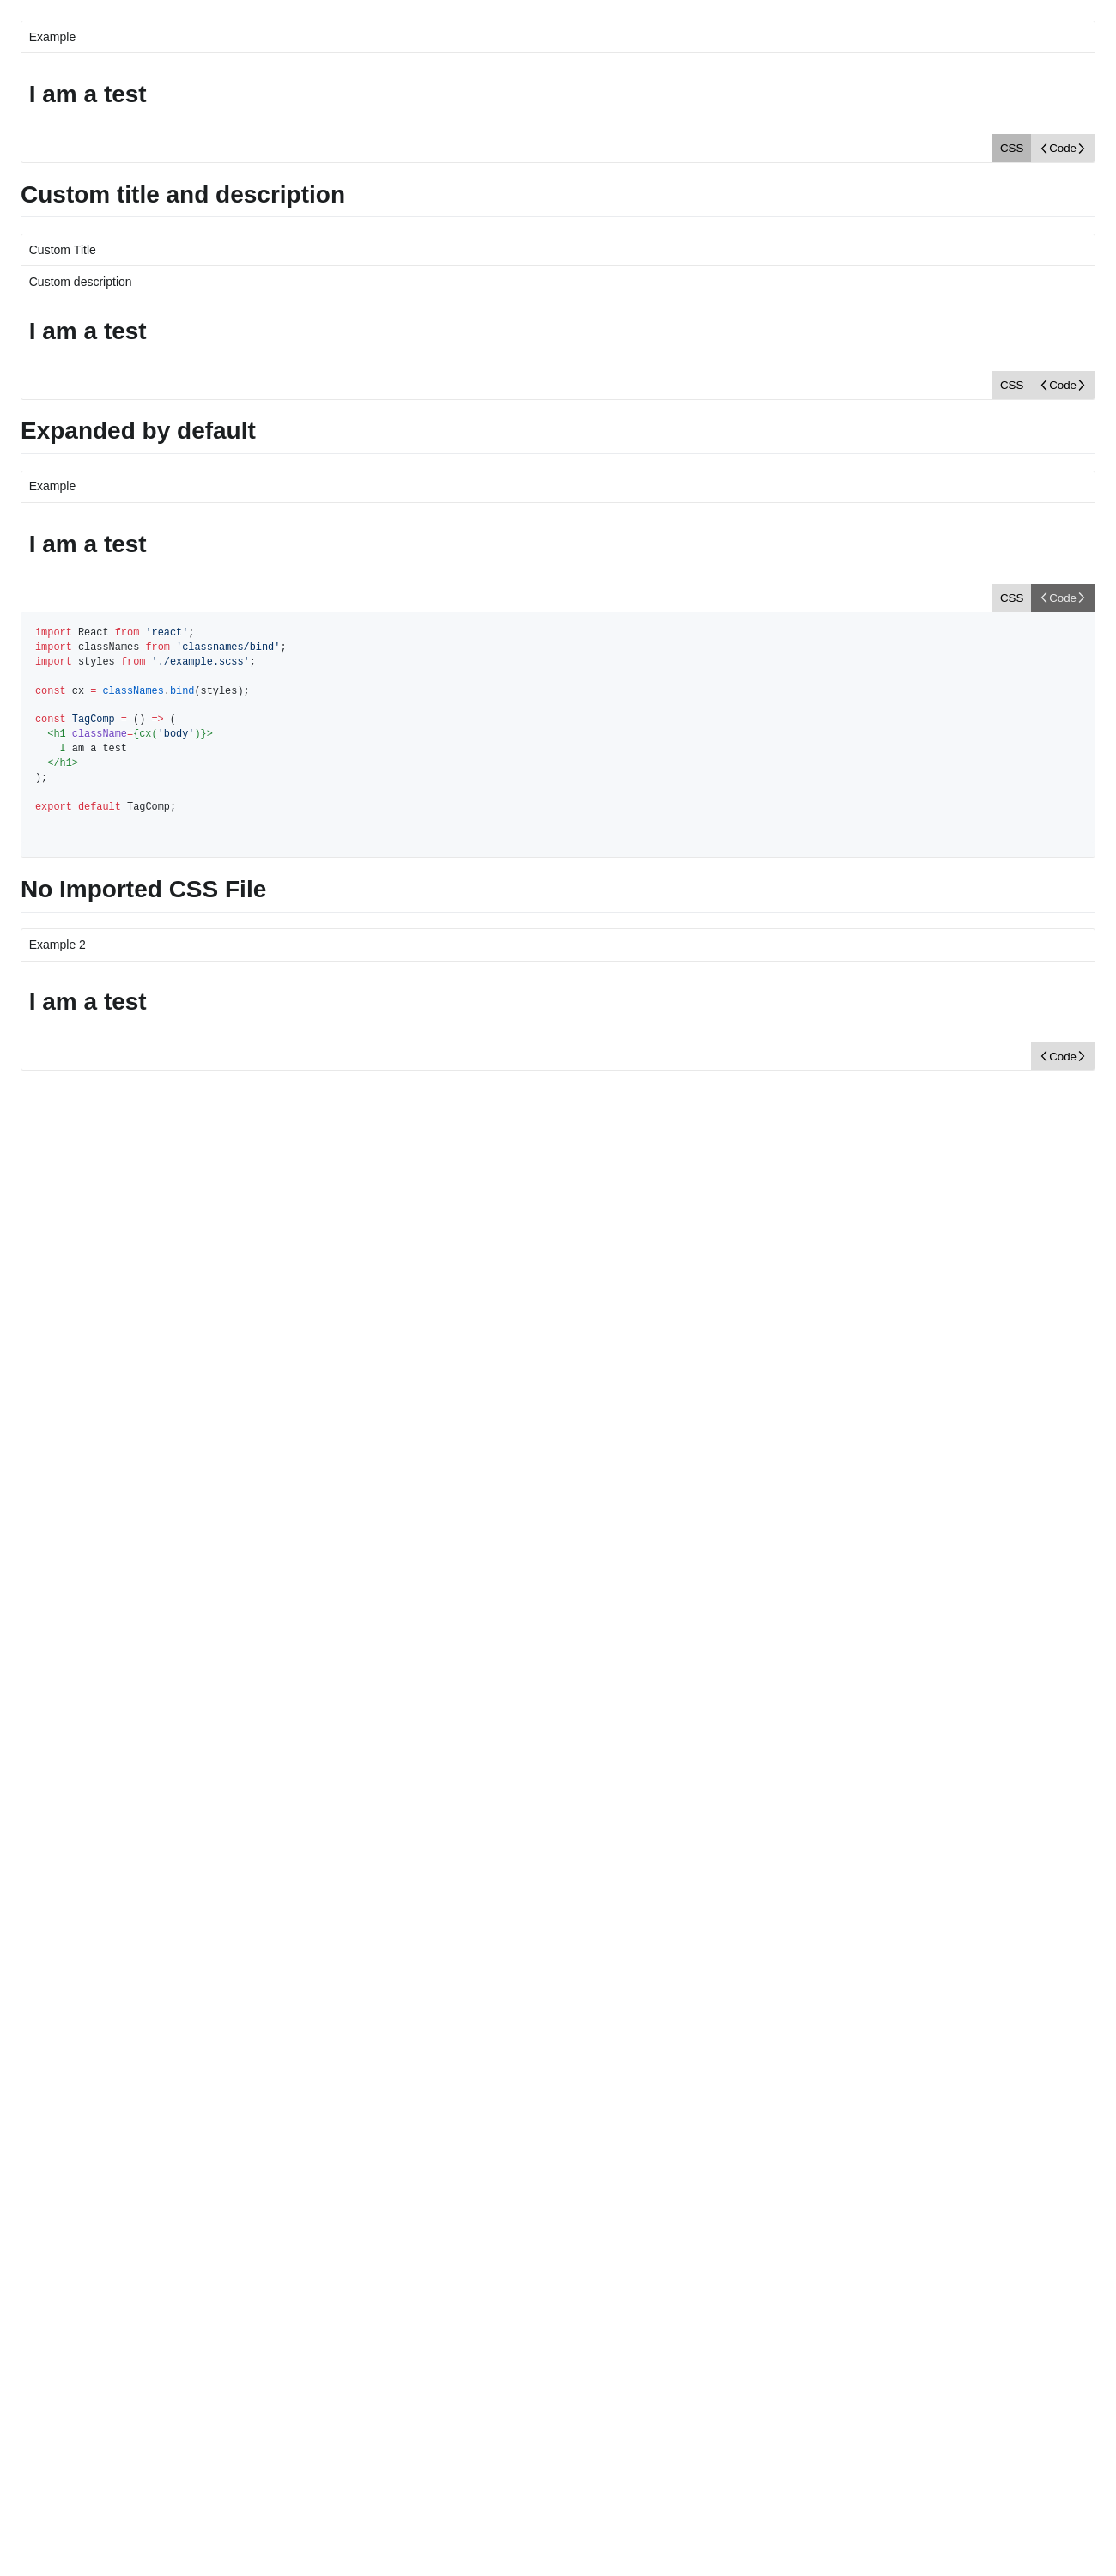 Example
I am a test
CSS <Code>
Custom title and description
Custom Title
Custom description
I am a test
CSS <Code>
Expanded by default
Example
I am a test
CSS <Code>
import React from 'react';
import classNames from 'classnames/bind';
import styles from './example.scss';
const cx = classNames.bind(styles);
const TagComp = () => (
  <h1 className={cx('body')}>
    I am a test
  </h1>
);
export default TagComp;
No Imported CSS File
Example 2
I am a test
<Code>